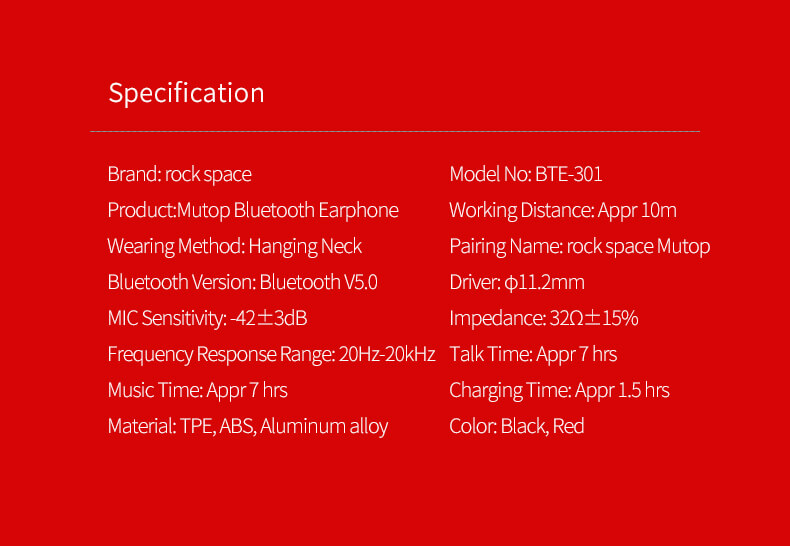 Specification
Brand: rock space
Model No: BTE-301
Product:Mutop Bluetooth Earphone
Working Distance: Appr 10m
Wearing Method: Hanging Neck
Pairing Name: rock space Mutop
Bluetooth Version: Bluetooth V5.0
Driver: φ11.2mm
MIC Sensitivity: -42±3dB
Impedance: 32Ω±15%
Frequency Response Range: 20Hz-20kHz
Talk Time: Appr 7 hrs
Music Time: Appr 7 hrs
Charging Time: Appr 1.5 hrs
Material: TPE, ABS, Aluminum alloy
Color: Black, Red